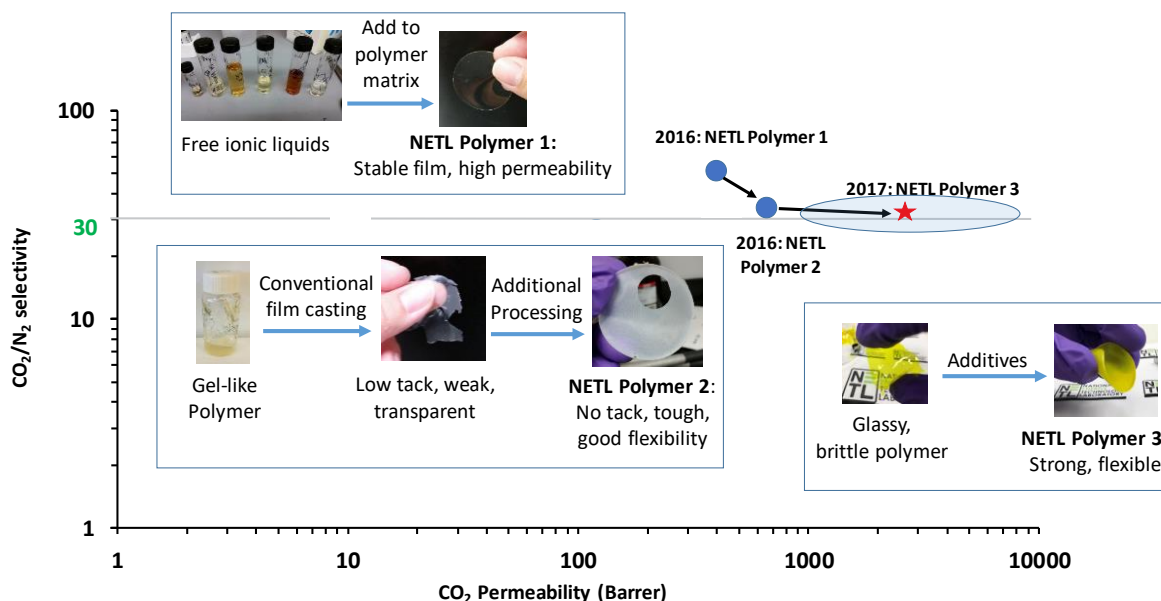 Add to
polymer
matrix
Free ionic liquids
NETL Polymer 1:
Stable film, high permeability
2016: NETL Polymer 1
2017: NETL Polymer 3
2016: NETL
Polymer 2
Conventional
film casting
Additional
Processing
Gel-like
Polymer
Low tack, weak,
transparent
NETL Polymer 2:
No tack, tough,
good flexibility
Additives
NE
TL
Glassy,
brittle polymer
NETL Polymer 3
Strong, flexible
CO₂/N₂ selectivity
100
30
10
1
1
10
100
1000
10000
CO₂ Permeability (Barrer)